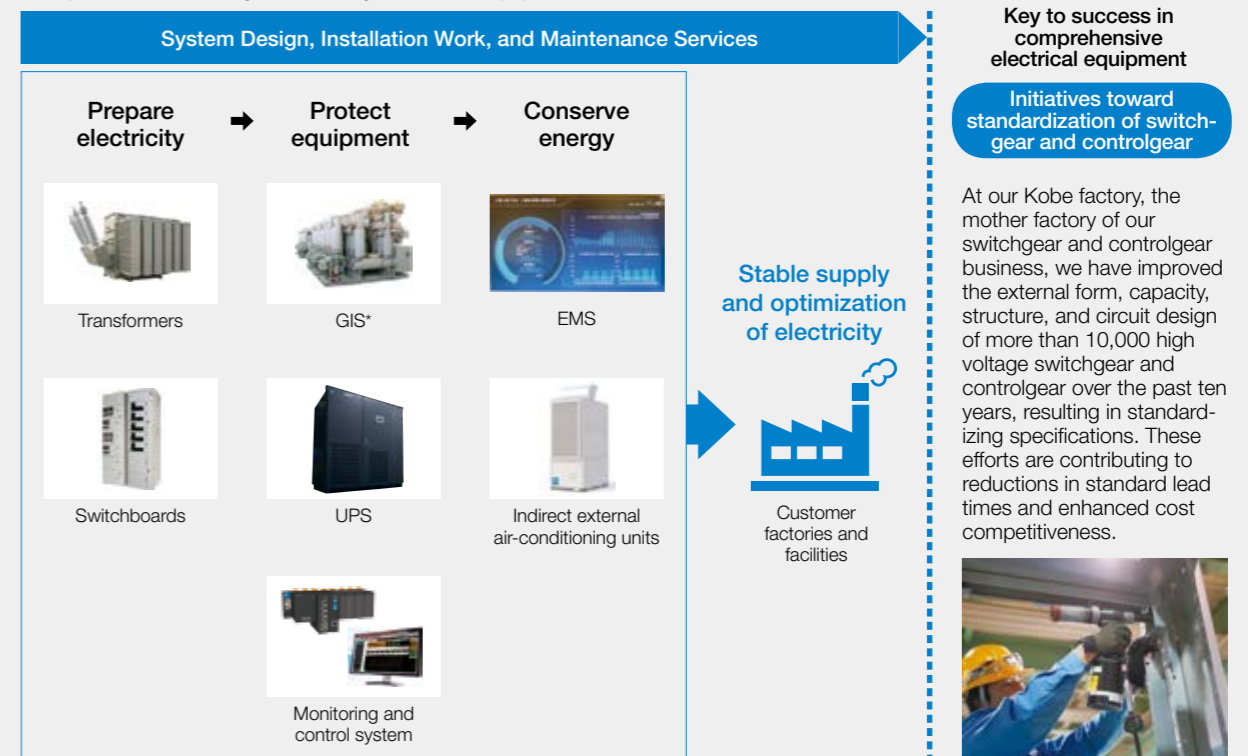 System Design, Installation Work, and Maintenance Services
Prepare
electricity
Protect
equipment
Conserve
energy
Transformers
GIS*
EMS
Switchboards
UPS
Indirect external
air-conditioning units
Monitoring and
control system
Stable supply
and optimization
of electricity
Customer
factories and
facilities
Key to success in
comprehensive
electrical equipment
Initiatives toward
standardization of switch-
gear and controlgear
At our Kobe factory, the
mother factory of our
switchgear and controlgear
business, we have improved
the external form, capacity,
structure, and circuit design
of more than 10,000 high
voltage switchgear and
controlgear over the past ten
years, resulting in standard-
izing specifications. These
efforts are contributing to
reductions in standard lead
times and enhanced cost
competitiveness.